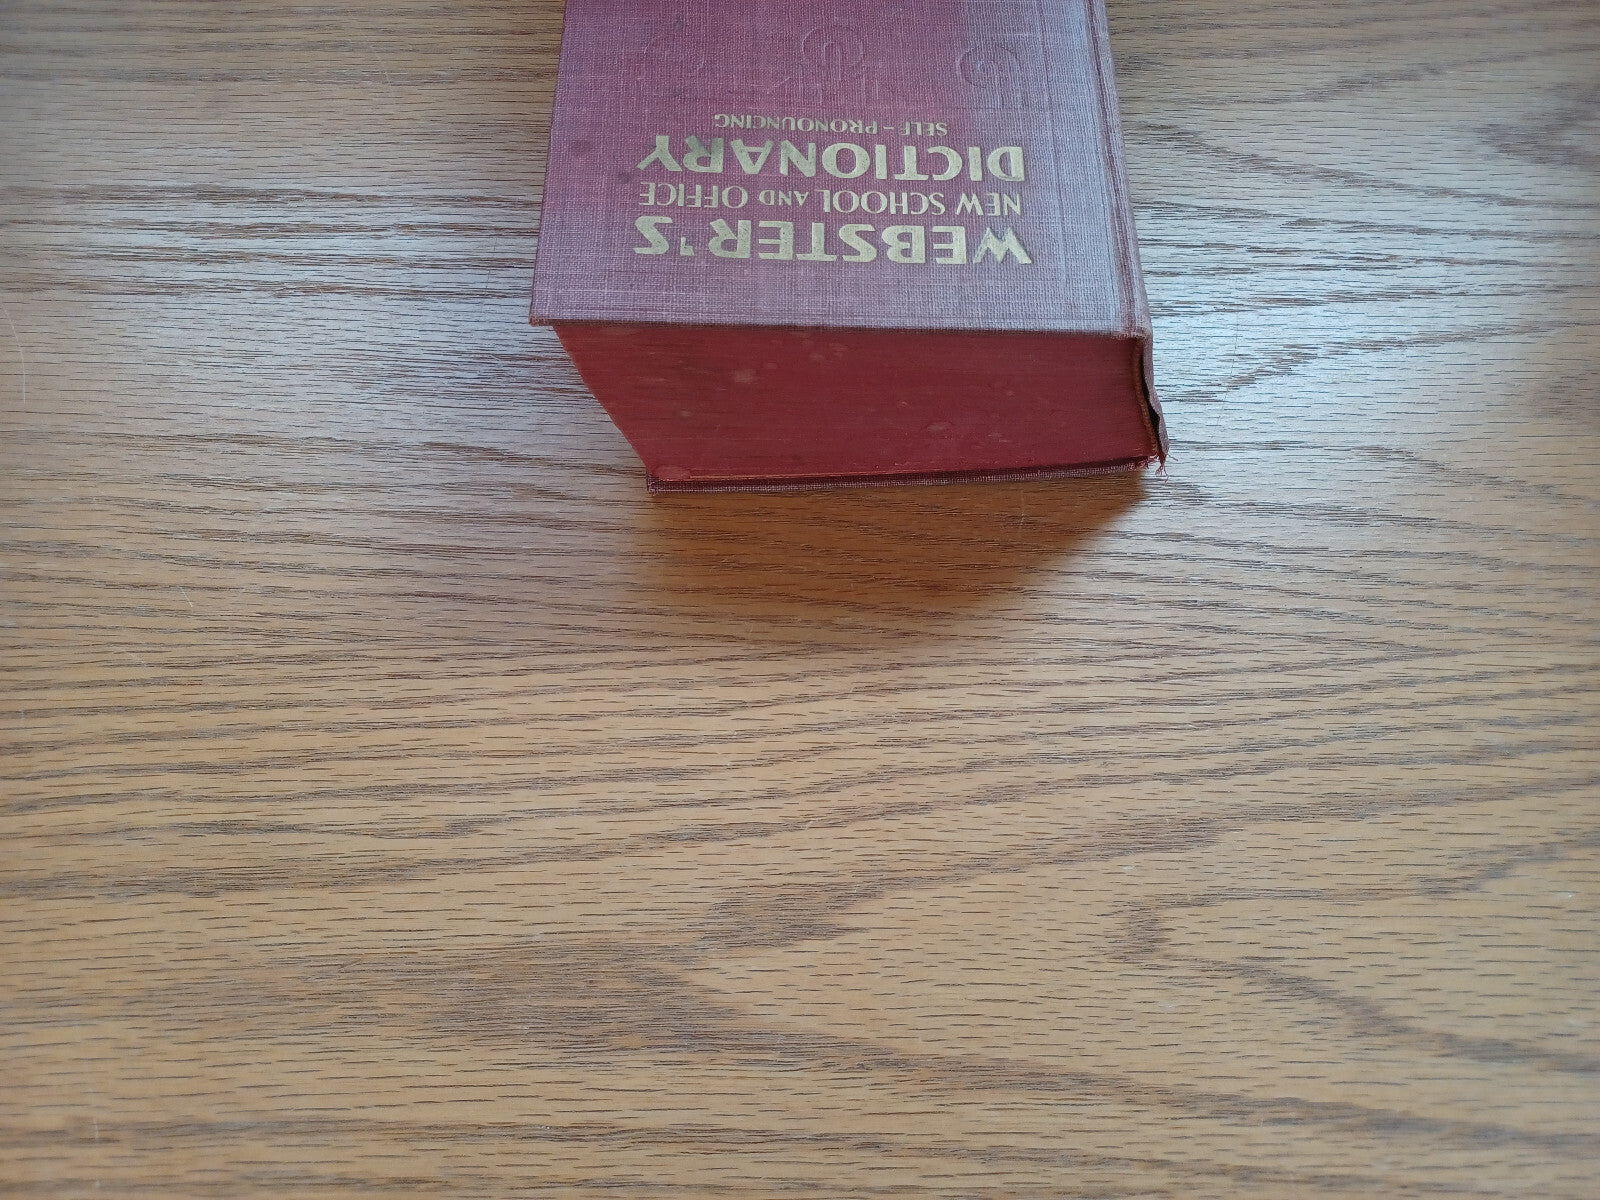 WEBSTER'S
NEW SCHOOL AND OFFICE
DICTIONARY
SELF-PRONOUNCING